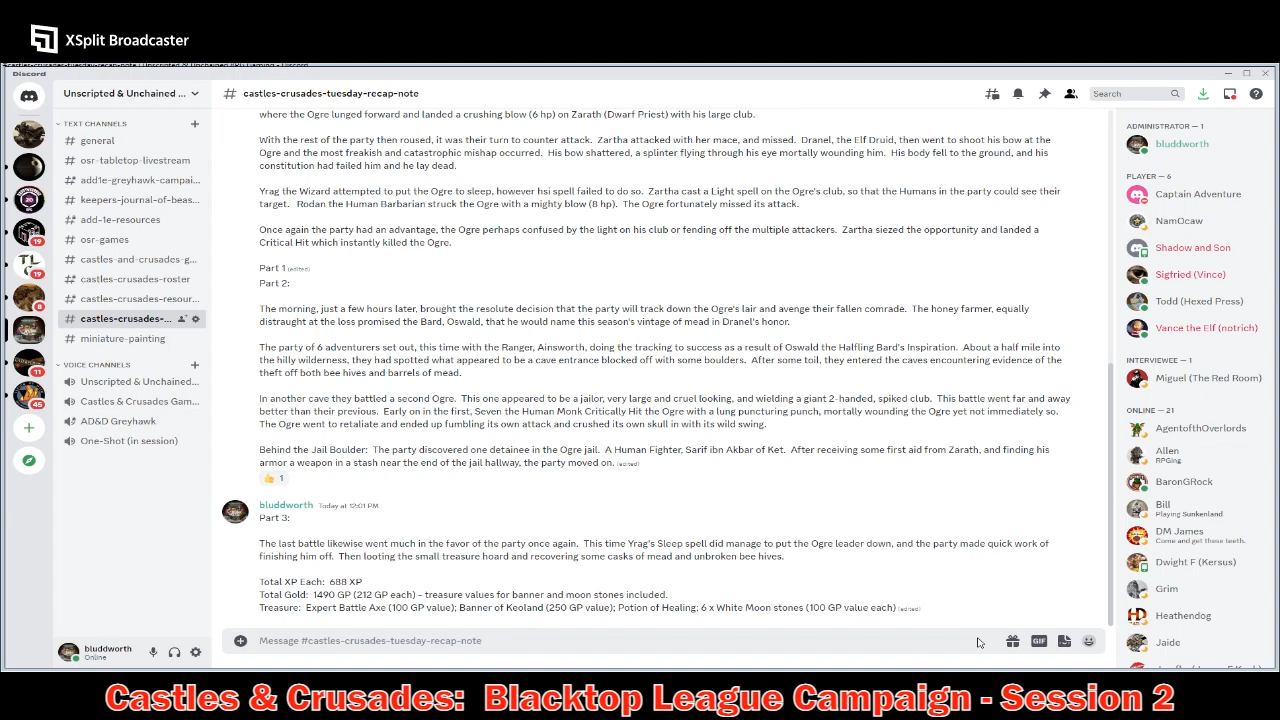 XSplit Broadcaster
castles-crusades-tuesday-recap-note | Unscripted & Unchained RPG Gaming - Discord
Discord
Unscripted & Unchained ...
castles-crusades-tuesday-recap-note
Search
TEXT CHANNELS
general
osr-tabletop-livestream
add1e-greyhawk-campai...
keepers-journal-of-beas...
add-1e-resources
osr-games
castles-and-crusades-g...
castles-crusades-roster
castles-crusades-resour...
castles-crusades-...
miniature-painting
VOICE CHANNELS
Unscripted & Unchained...
Castles & Crusades Gam...
AD&D Greyhawk
One-Shot (in session)
20
19
TL
19
8
11
45
bluddworth
Online
where the Ogre lunged forward and landed a crushing blow (6 hp) on Zarath (Dwarf Priest) with his large club.
With the rest of the party then roused, it was their turn to counter attack. Zartha attacked with her mace, and missed. Dranel, the Elf Druid, then went to shoot his bow at the
Ogre and the most freakish and catastrophic mishap occurred. His bow shattered, a splinter flying through his eye mortally wounding him. His body fell to the ground, and his
constitution had failed him and he lay dead.
Yrag the Wizard attempted to put the Ogre to sleep, however hsi spell failed to do so. Zartha cast a Light spell on the Ogre's club, so that the Humans in the party could see their
target. Rodan the Human Barbarian struck the Ogre with a mighty blow (8 hp). The Ogre fortunately missed its attack.
Once again the party had an advantage, the Ogre perhaps confused by the light on his club or fending off the multiple attackers. Zartha siezed the opportunity and landed a
Critical Hit which instantly killed the Ogre.
Part 1 (edited)
Part 2:
The morning, just a few hours later, brought the resolute decision that the party will track down the Ogre's lair and avenge their fallen comrade. The honey farmer, equally
distraught at the loss promised the Bard, Oswald, that he would name this season's vintage of mead in Dranel's honor.
The party of 6 adventurers set out, this time with the Ranger, Ainsworth, doing the tracking to success as a result of Oswald the Halfling Bard's Inspiration. About a half mile into
the hilly wilderness, they had spotted what appeared to be a cave entrance blocked off with some boulders. After some toil, they entered the caves encountering evidence of the
theft off both bee hives and barrels of mead.
In another cave they battled a second Ogre. This one appeared to be a jailor, very large and cruel looking, and wielding a giant 2-handed, spiked club. This battle went far and away
better than their previous. Early on in the first, Seven the Human Monk Critically Hit the Ogre with a lung puncturing punch, mortally wounding the Ogre yet not immediately so.
The Ogre went to retaliate and ended up fumbling its own attack and crushed its own skull in with its wild swing.
Behind the Jail Boulder: The party discovered one detainee in the Ogre jail. A Human Fighter, Sarif ibn Akbar of Ket. After receiving some first aid from Zarath, and finding his
armor a weapon in a stash near the end of the jail hallway, the party moved on. (edited)
👍 1
bluddworth Today at 12:01 PM
Part 3:
The last battle likewise went much in the favor of the party once again. This time Yrag's Sleep spell did manage to put the Ogre leader down, and the party made quick work of
finishing him off. Then looting the small treasure hoard and recovering some casks of mead and unbroken bee hives.
Total XP Each: 688 XP
Total Gold: 1490 GP (212 GP each) - treasure values for banner and moon stones included.
Treasure: Expert Battle Axe (100 GP value); Banner of Keoland (250 GP value); Potion of Healing; 6 x White Moon stones (100 GP value each) (edited)
Message #castles-crusades-tuesday-recap-note
GIF
ADMINISTRATOR — 1
bluddworth
PLAYER — 6
Captain Adventure
NamOcaw
Shadow and Son
Sigfried (Vince)
Todd (Hexed Press)
Vance the Elf (notrich)
INTERVIEWEE — 1
Miguel (The Red Room)
ONLINE — 21
AgentofthOverlords
Allen
RPGing
BaronGRock
Bill
Playing Sunkenland
DM James
Come and get these teeth.
Dwight F (Kersus)
Grim
Heathendog
Jaide
Castles & Crusades: Blacktop League Campaign - Session 2